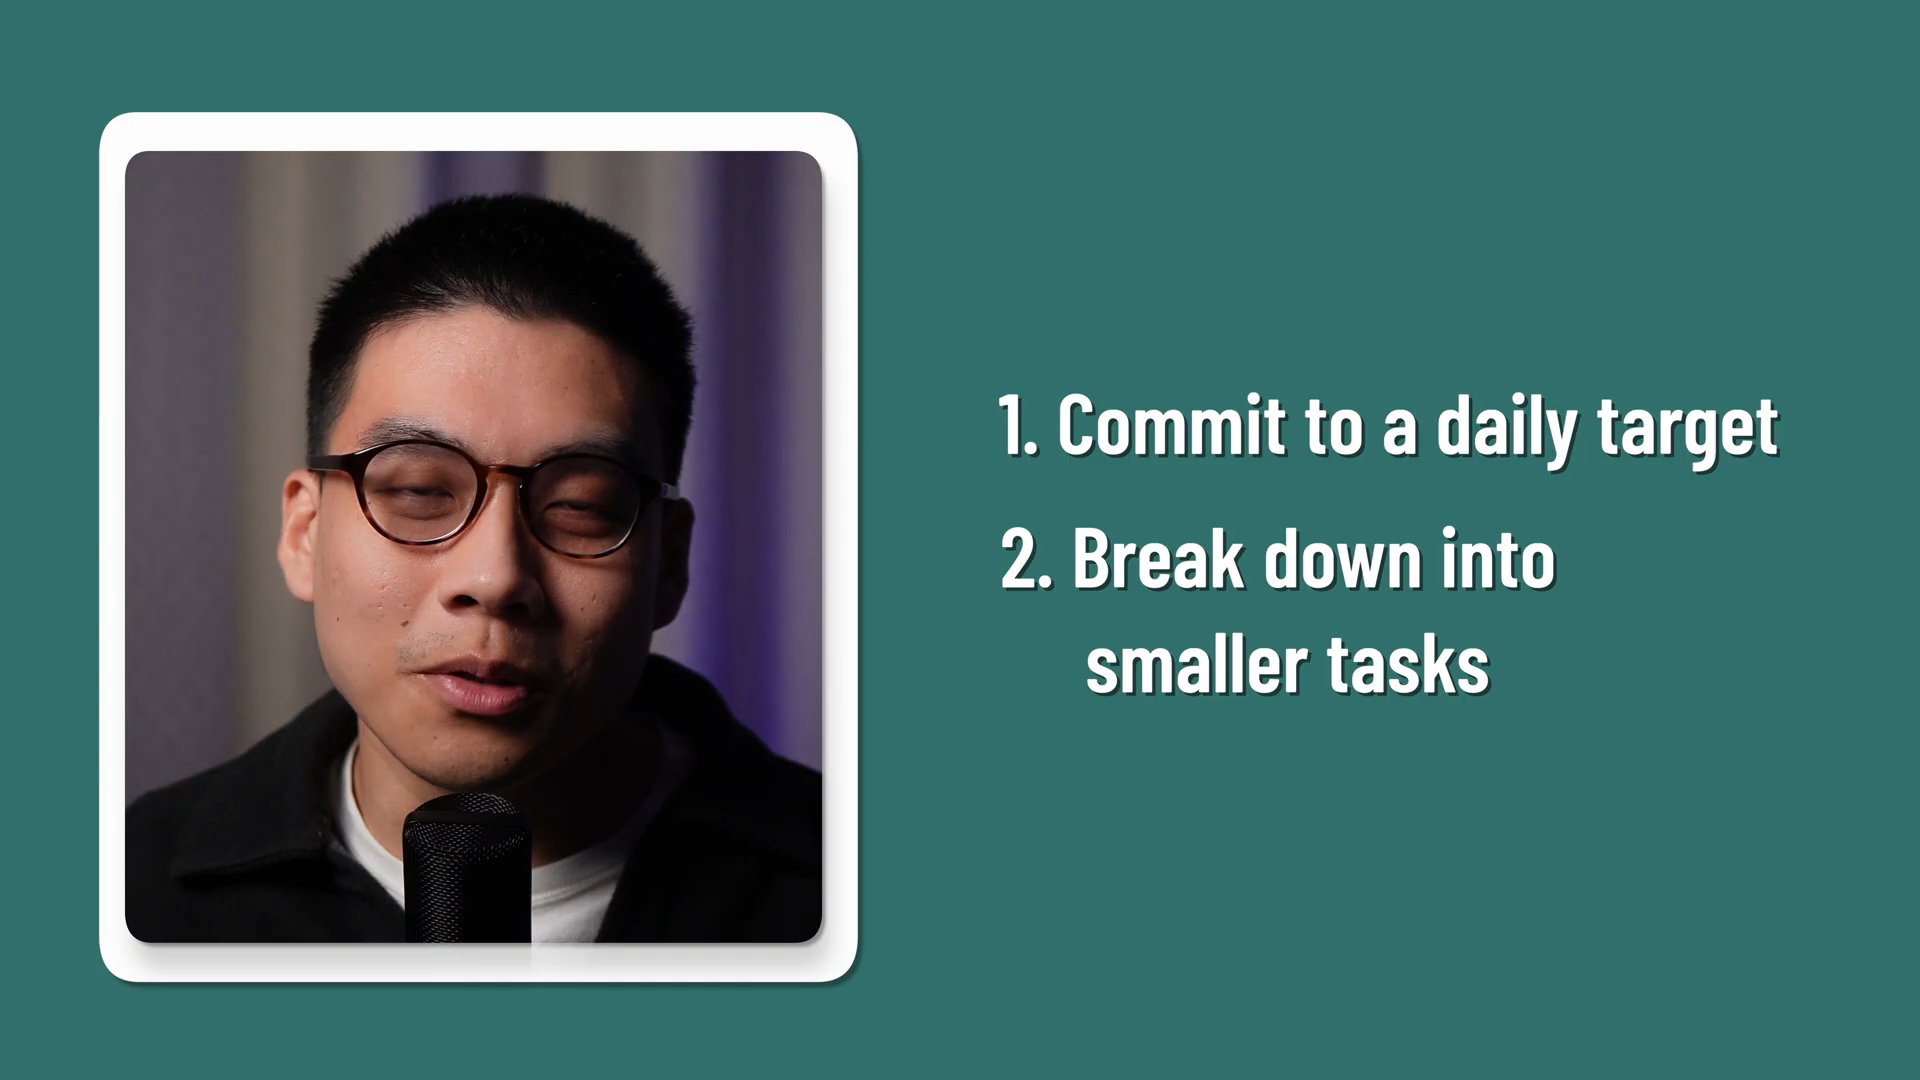 1. Commit to a daily target
2. Break down into
smaller tasks